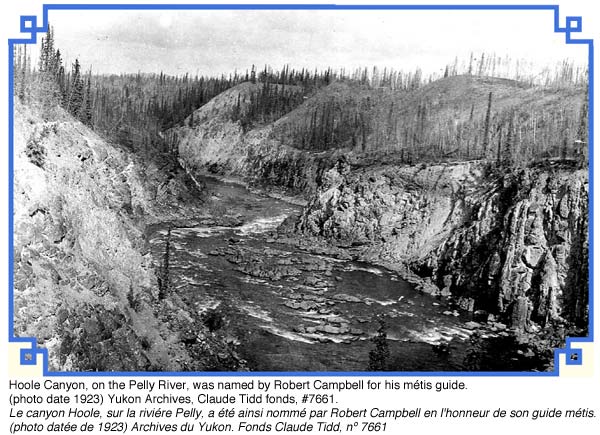 Hoole Canyon, on the Pelly River, was named by Robert Campbell for his métis guide.
(photo date 1923) Yukon Archives, Claude Tidd fonds, #7661.
Le canyon Hoole, sur la riviére Pelly, a été ainsi nommé par Robert Campbell en l'honneur de son guide métis.
(photo datée de 1923) Archives du Yukon. Fonds Claude Tidd, nº 7661